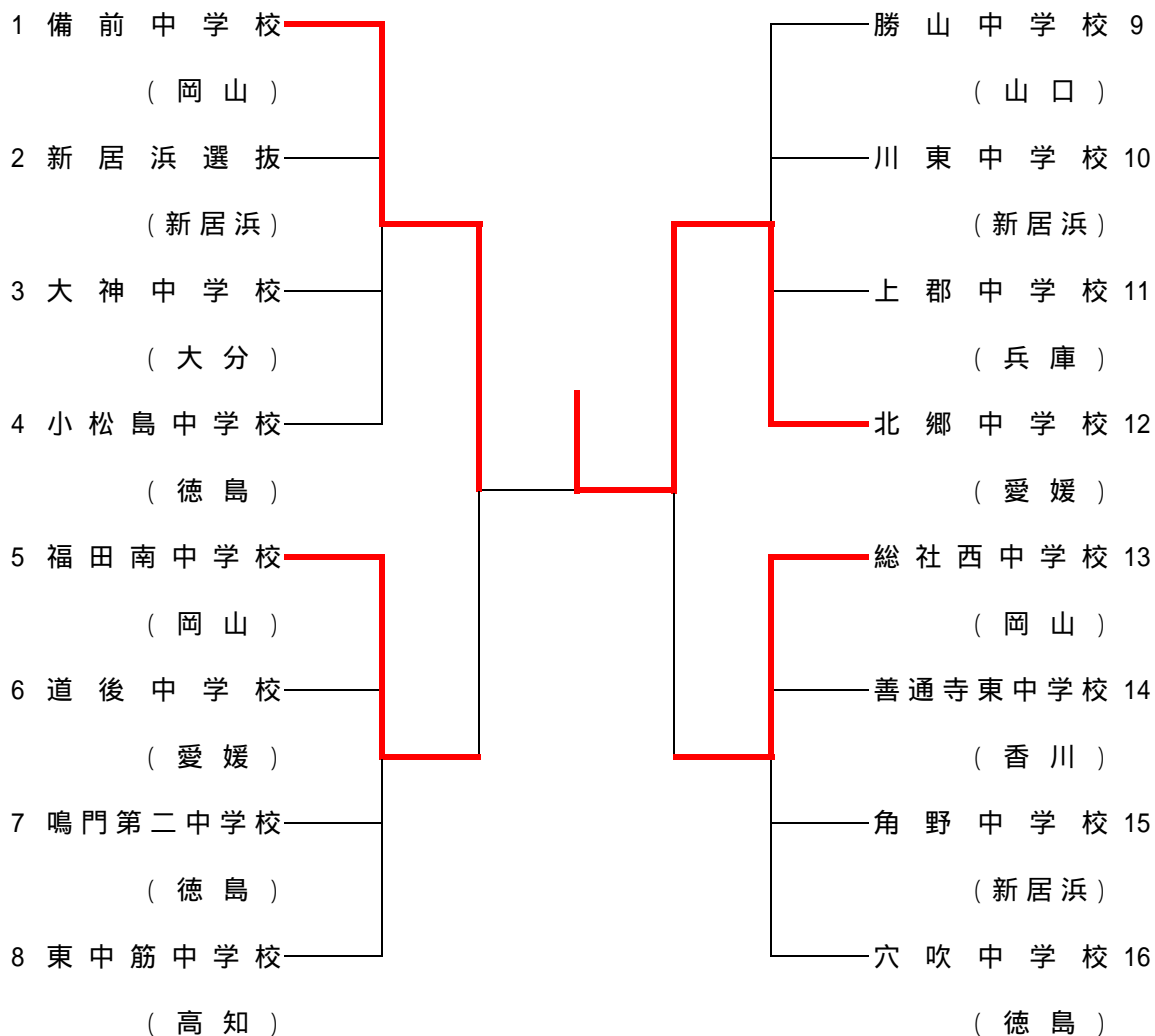 1 備前中学校
(岡山)
2 新居浜選抜
(新居浜)
3 大神中学校
(大分)
4 小松島中学校
(徳島)
5 福田南中学校
(岡山)
6 道後中学校
(愛媛)
7 鳴門第二中学校
(徳島)
8 東中筋中学校
(高知)
勝山中学校 9
(山口)
川東中学校 10
(新居浜)
上郡中学校 11
(兵庫)
北郷中学校 12
(愛媛)
総社西中学校 13
(岡山)
善通寺東中学校 14
(香川)
角野中学校 15
(新居浜)
穴吹中学校 16
(徳島)